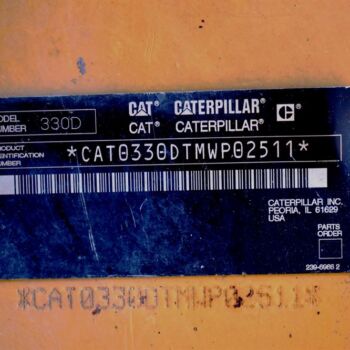 MODEL NUMBER 330D
CAT® CATERPILLAR® C
CAT® CATERPILLAR®
PRODUCT IDENTIFICATION NUMBER
*CAT0330DTMWP02511*
CATERPILLAR INC.
PEORIA, IL 61629
USA
PARTS ORDER
239-6966 2
*CAT0330DTMWP02511*